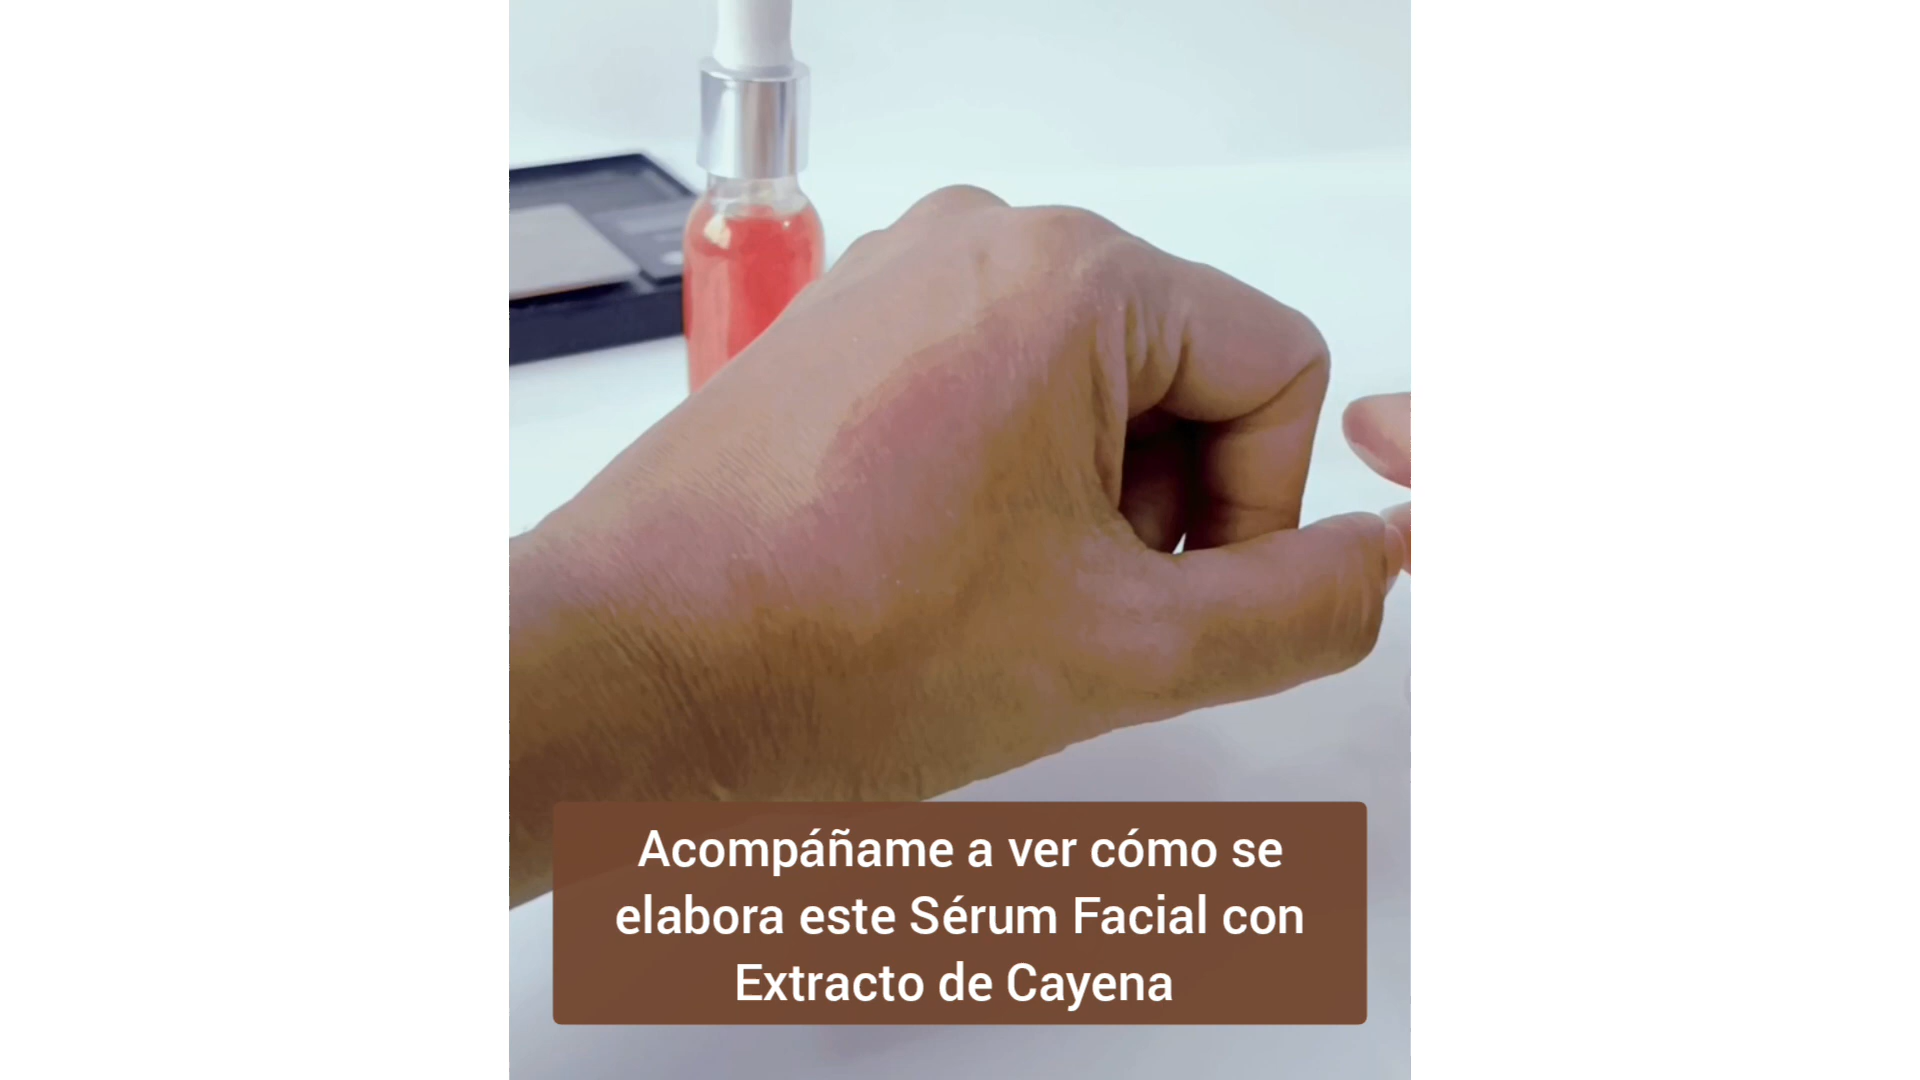 Acompáñame a ver cómo se
elabora este Sérum Facial con
Extracto de Cayena